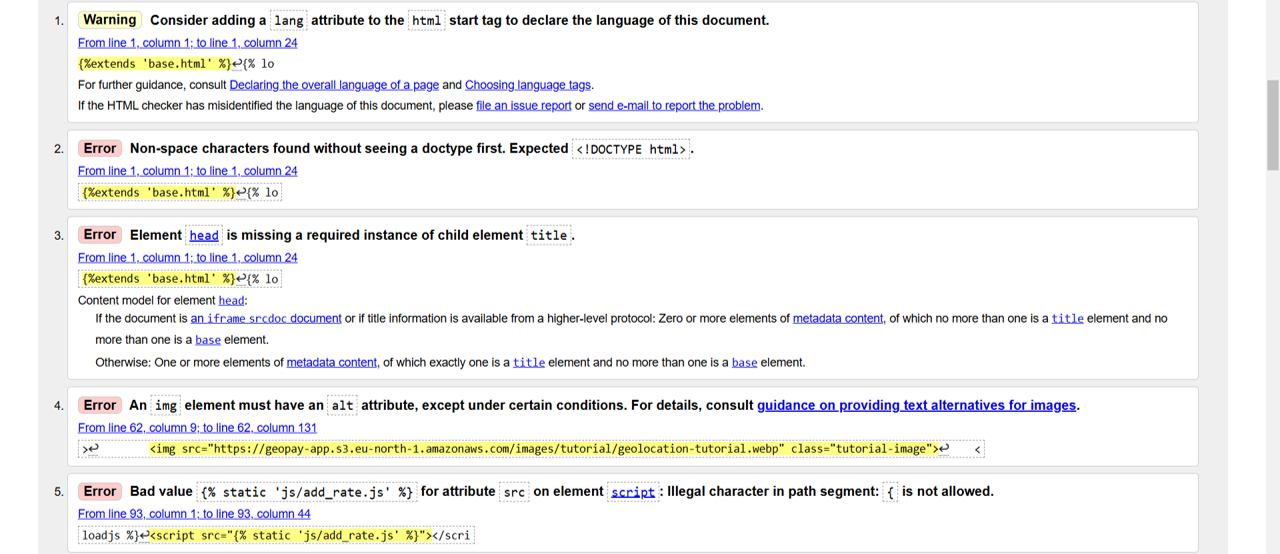 1. Warning Consider adding a lang attribute to the html start tag to declare the language of this document.
From line 1, column 1; to line 1, column 24
{%extends 'base.html' %}↩{% lo
For further guidance, consult Declaring the overall language of a page and Choosing language tags.
If the HTML checker has misidentified the language of this document, please file an issue report or send e-mail to report the problem.
2. Error Non-space characters found without seeing a doctype first. Expected <!DOCTYPE html>.
From line 1, column 1; to line 1, column 24
{%extends 'base.html' %}↩{% lo
3. Error Element head is missing a required instance of child element title.
From line 1, column 1; to line 1, column 24
{%extends 'base.html' %}↩{% lo
Content model for element head:
If the document is an iframe srcdoc document or if title information is available from a higher-level protocol: Zero or more elements of metadata content, of which no more than one is a title element and no
more than one is a base element.
Otherwise: One or more elements of metadata content, of which exactly one is a title element and no more than one is a base element.
4. Error An img element must have an alt attribute, except under certain conditions. For details, consult guidance on providing text alternatives for images.
From line 62, column 9; to line 62, column 131
>↩ <img src="https://geopay-app.s3.eu-north-1.amazonaws.com/images/tutorial/geolocation-tutorial.webp" class="tutorial-image">↩ <
5. Error Bad value {% static 'js/add_rate.js' %} for attribute src on element script: Illegal character in path segment: { is not allowed.
From line 93, column 1; to line 93, column 44
loadjs %}↩<script src="{% static 'js/add_rate.js' %}"></scri